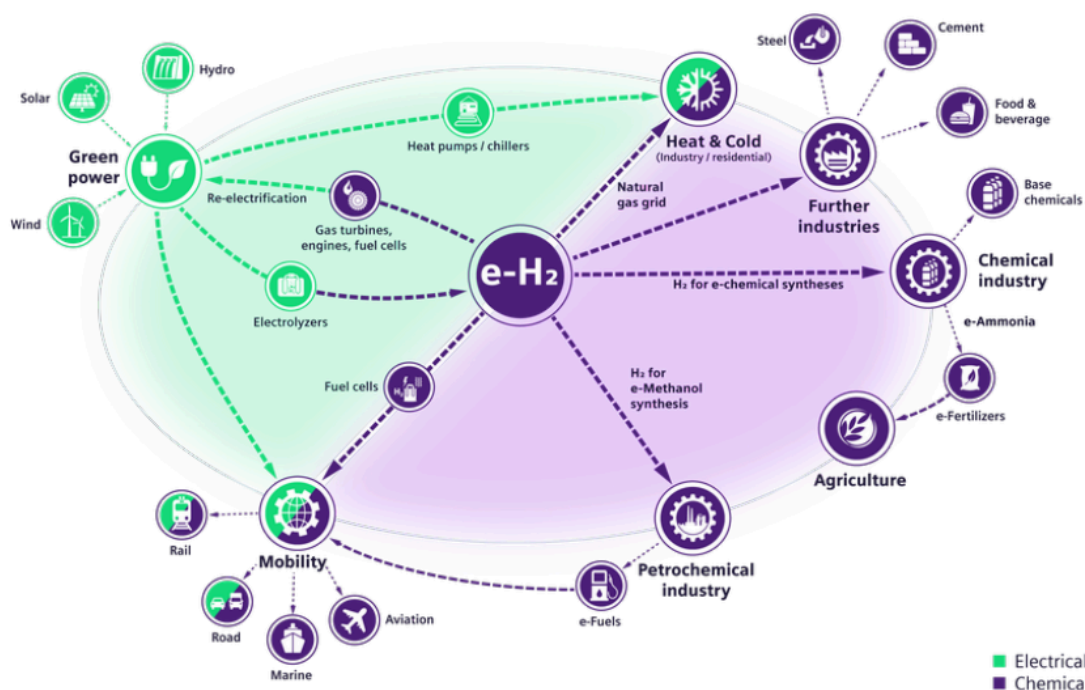 Solar
Hydro
Green
power
Wind
Heat pumps / chillers
Re-electrification
Gas turbines,
engines, fuel cells
Electrolyzers
e-H₂
Heat & Cold
(Industry / residential)
Natural
gas grid
Steel
Cement
Food &
beverage
Further
industries
Base
chemicals
Chemical
industry
H₂ for e-chemical syntheses
e-Ammonia
e-Fertilizers
Agriculture
H₂ for
e-Methanol
synthesis
Fuel cells
H₂
Mobility
Rail
Road
Marine
Aviation
e-Fuels
Petrochemical
industry
Electrical
Chemica